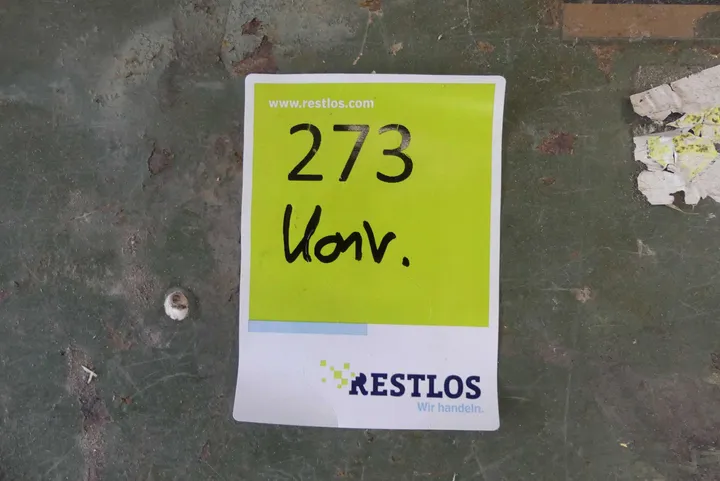 www.restlos.com
273
Konv.
RESTLOS
Wir handeln.